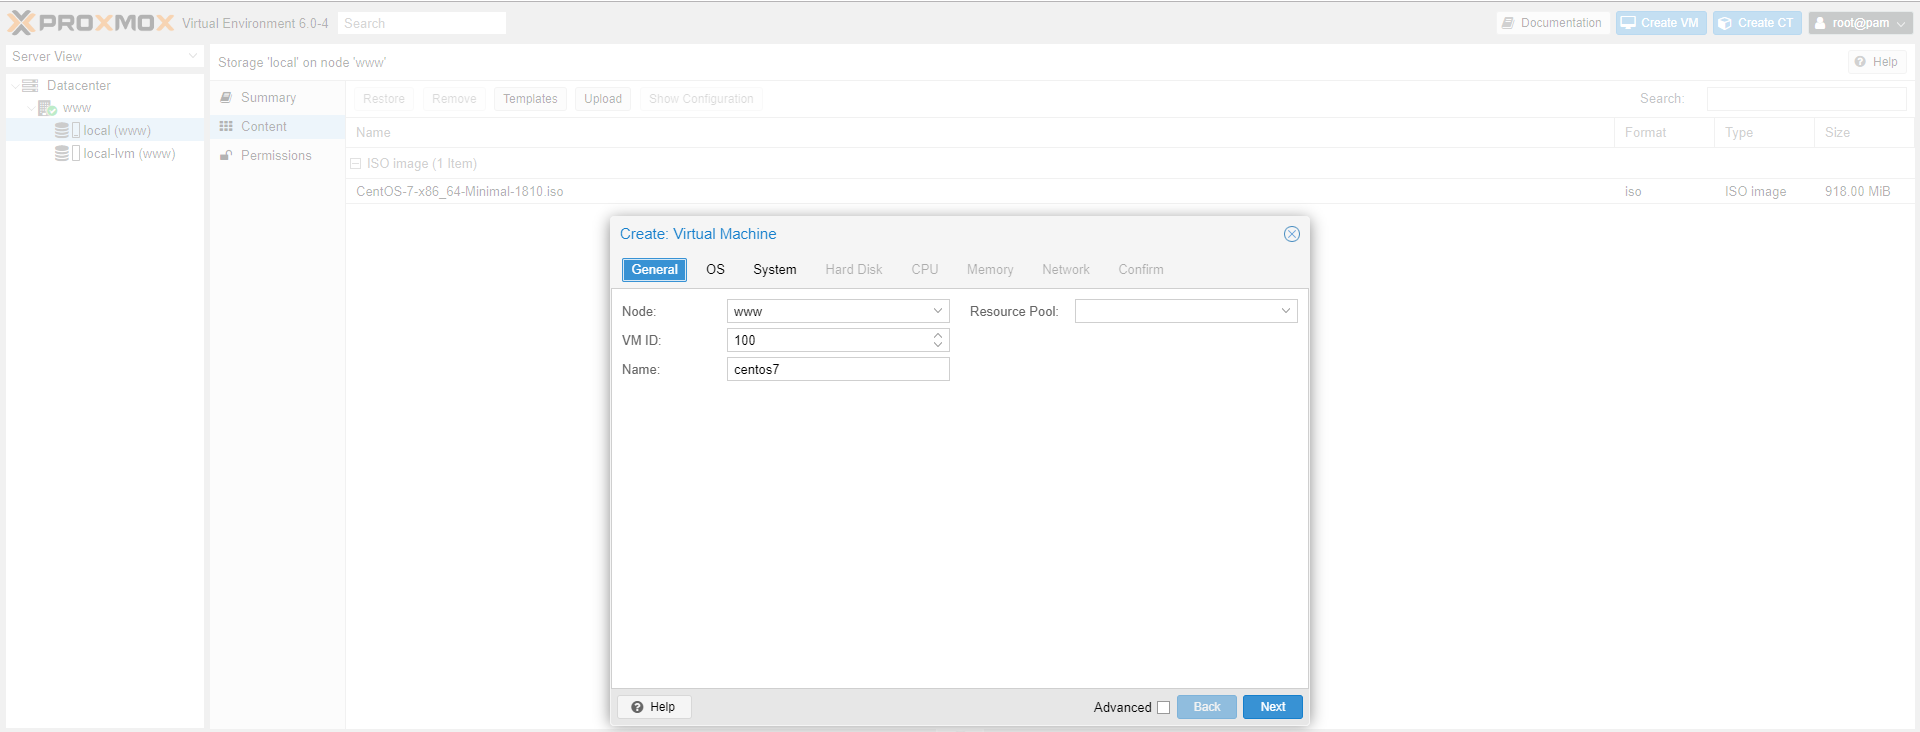 PROXMOX Virtual Environment 6.0-4 Search Documentation Create VM Create CT root@pam
Server View
Storage 'local' on node 'www' Help
Datacenter
www
local (www)
local-lvm (www)
Summary
Content
Permissions
Restore Remove Templates Upload Show Configuration Search:
Name Format Type Size
ISO image (1 Item)
CentOS-7-x86_64-Minimal-1810.iso iso ISO image 918.00 MiB
Create: Virtual Machine
General OS System Hard Disk CPU Memory Network Confirm
Node: www Resource Pool:
VM ID: 100
Name: centos7
Help Advanced Back Next